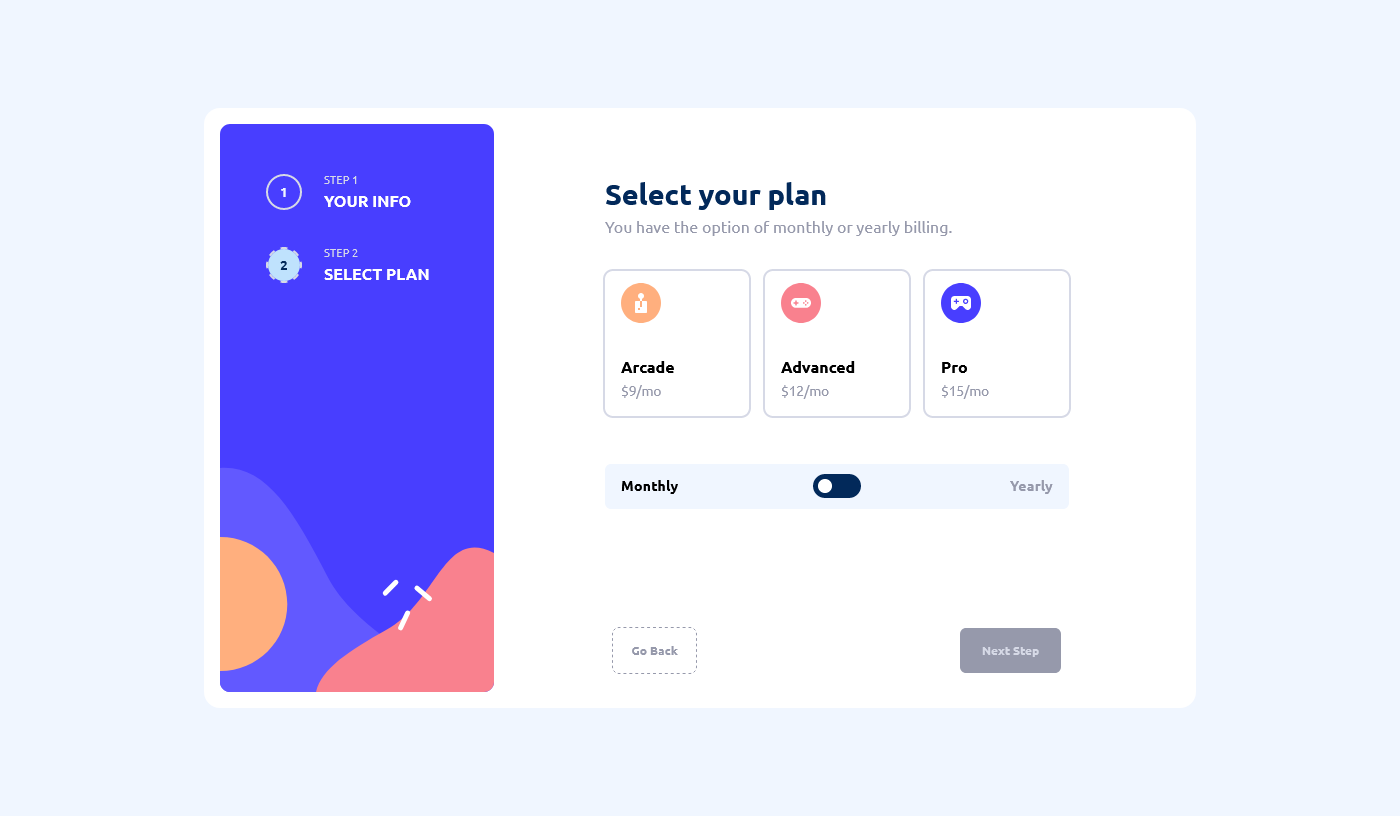 1
STEP 1
YOUR INFO
2
STEP 2
SELECT PLAN
Select your plan
You have the option of monthly or yearly billing.
Arcade
$9/mo
Advanced
$12/mo
Pro
$15/mo
Monthly
Yearly
Go Back
Next Step